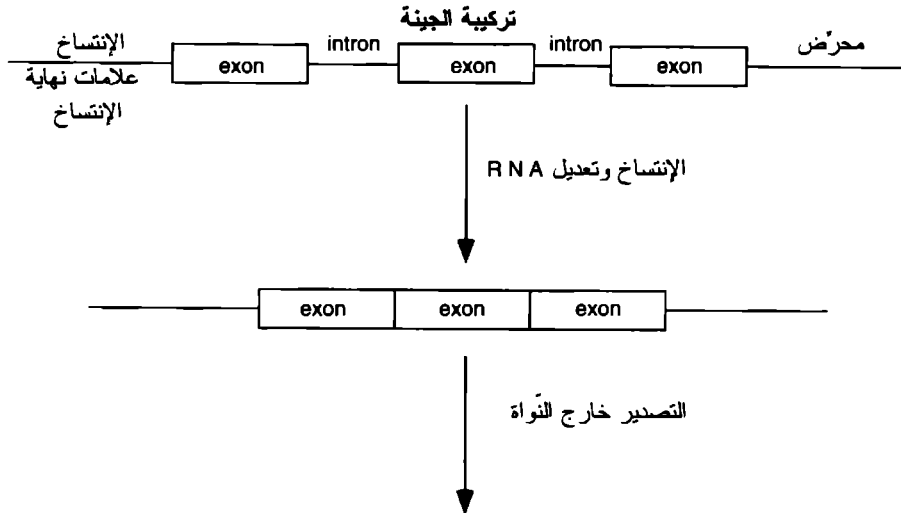 تركيبة الجينة
محرّض
intron
intron
الإنتساخ
exon
exon
exon
علامات نهاية
الإنتساخ
الإنتساخ وتعديل RNA
exon
exon
exon
التصدير خارج النّواة